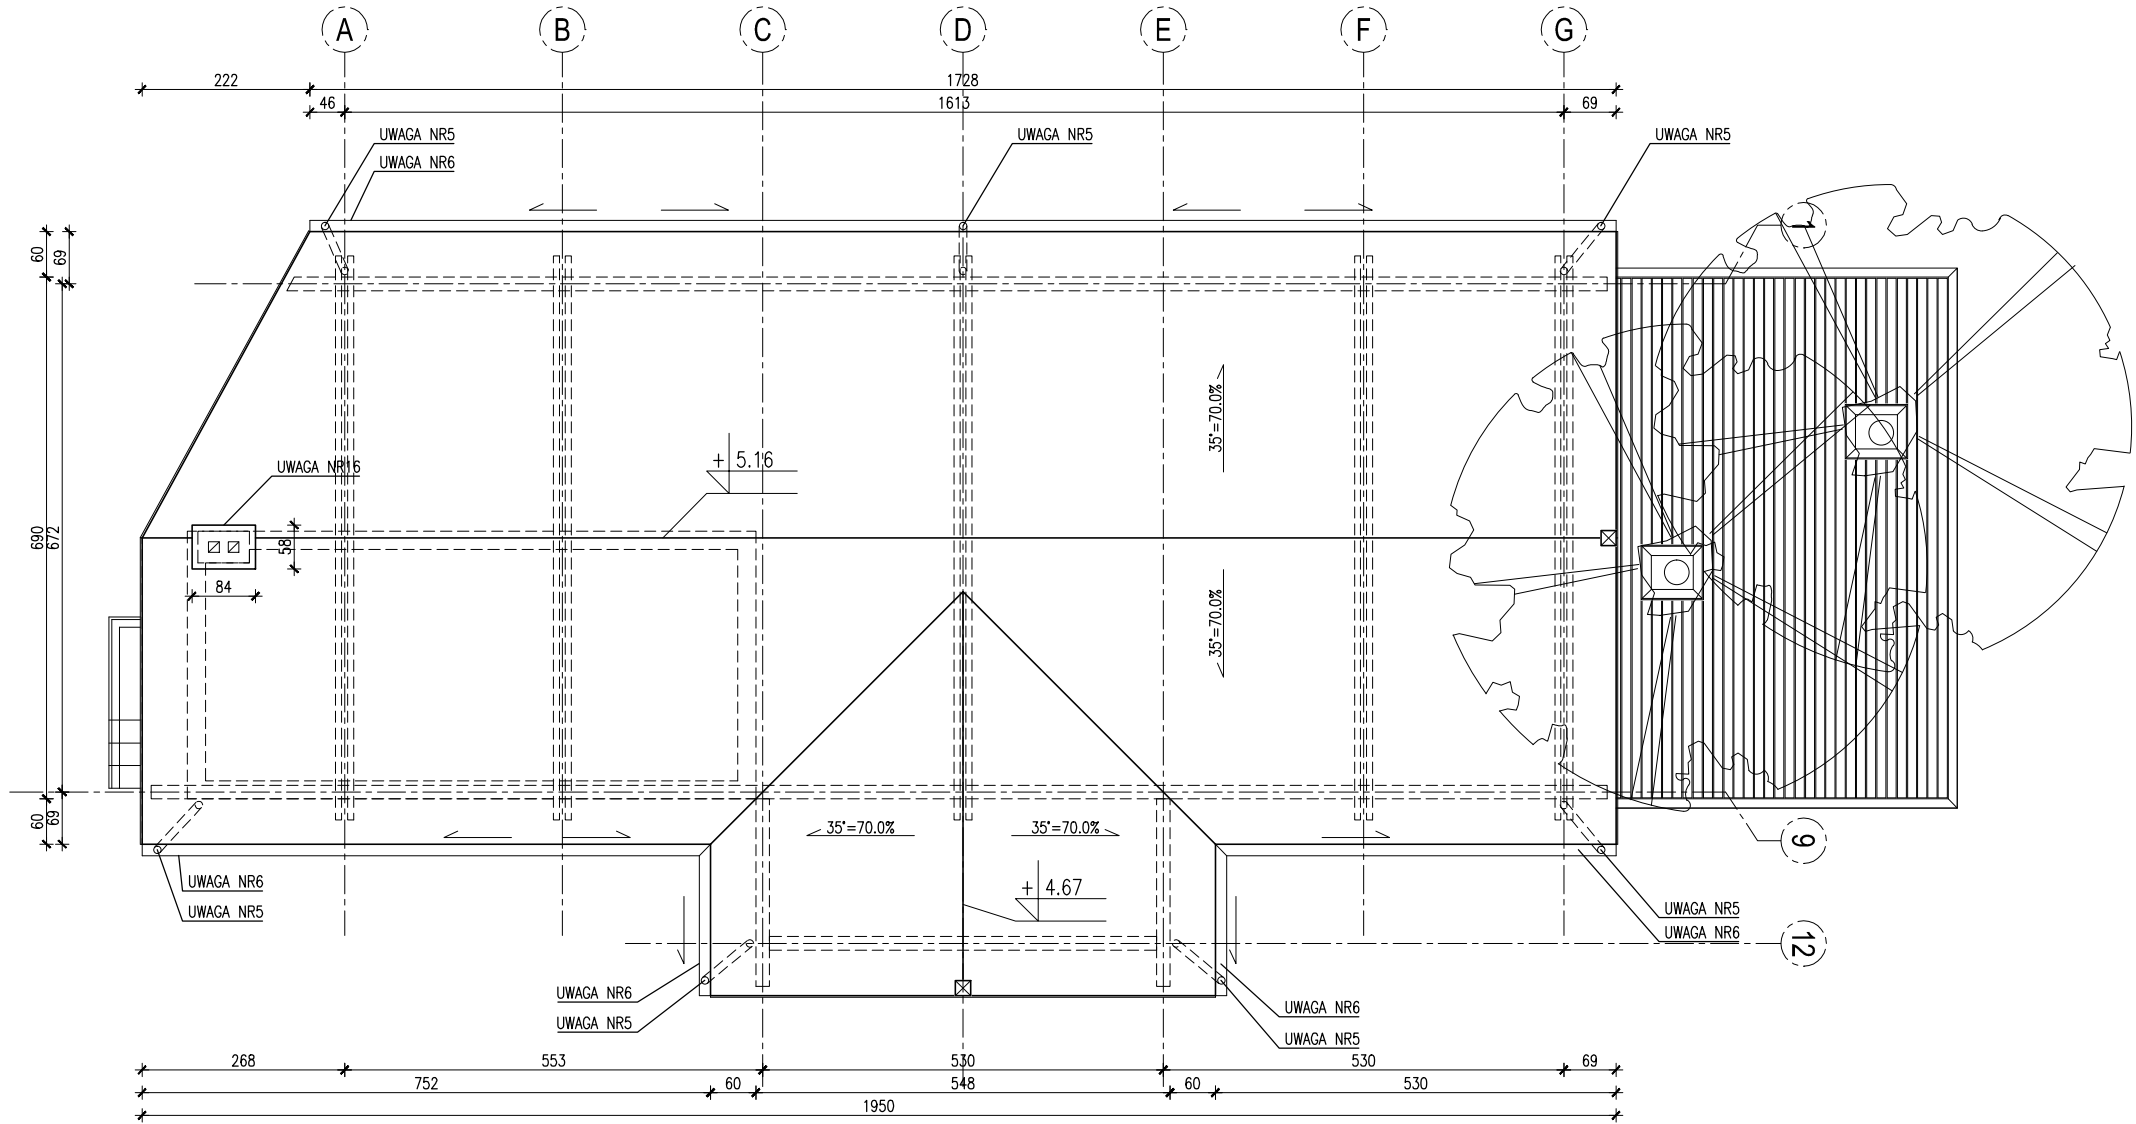 A B C D E F G
222 1728
46 1613 69
UWAGA NR5 UWAGA NR5 UWAGA NR5
UWAGA NR6
1
60 69
35°=70.0%
+ 5.16
UWAGA NR16
690 672
58
84
35°=70.0%
60 69
35°=70.0% 35°=70.0%
9
UWAGA NR6
UWAGA NR5
+ 4.67
UWAGA NR5
UWAGA NR6
12
UWAGA NR6
UWAGA NR5
UWAGA NR6
UWAGA NR5
268 553 530 530 69
752 60 548 60 530
1950